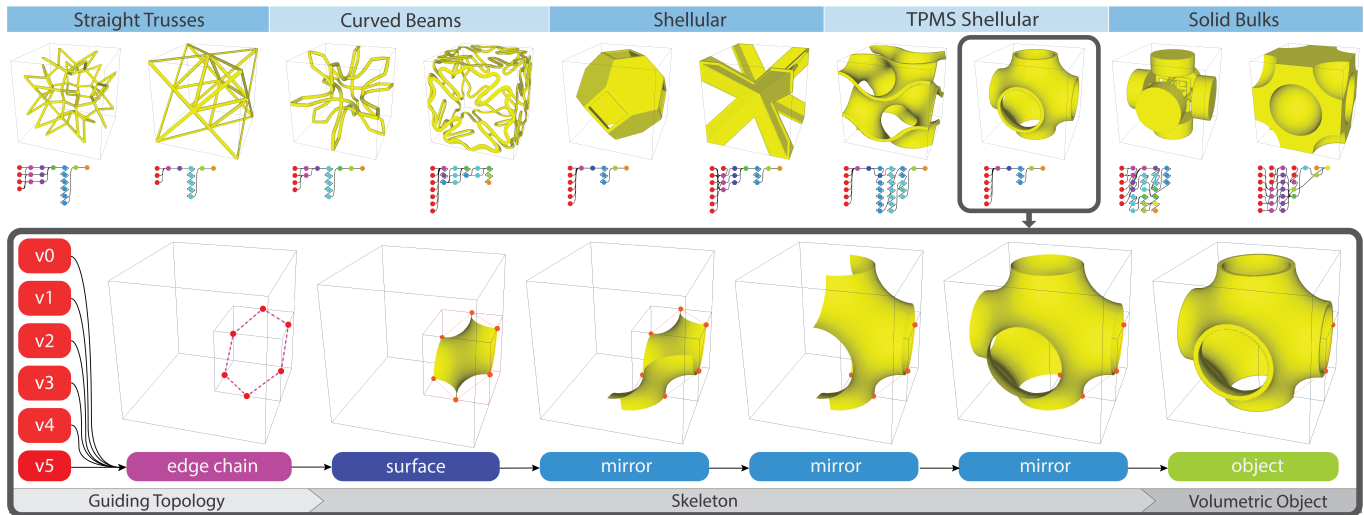 Straight Trusses
Curved Beams
Shellular
TPMS Shellular
Solid Bulks
v0
v1
v2
v3
v4
v5
edge chain
surface
mirror
mirror
mirror
object
Guiding Topology
Skeleton
Volumetric Object